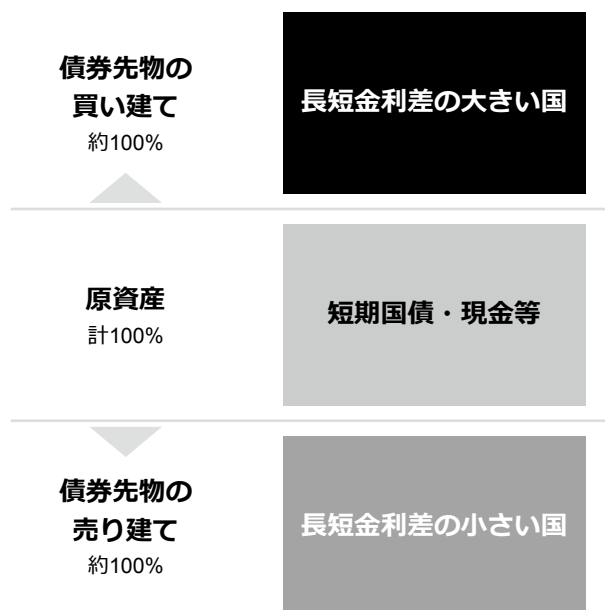 債券先物の
買い建て
約100%
長短金利差の大きい国
原資産
計100%
短期国債・現金等
債券先物の
売り建て
約100%
長短金利差の小さい国